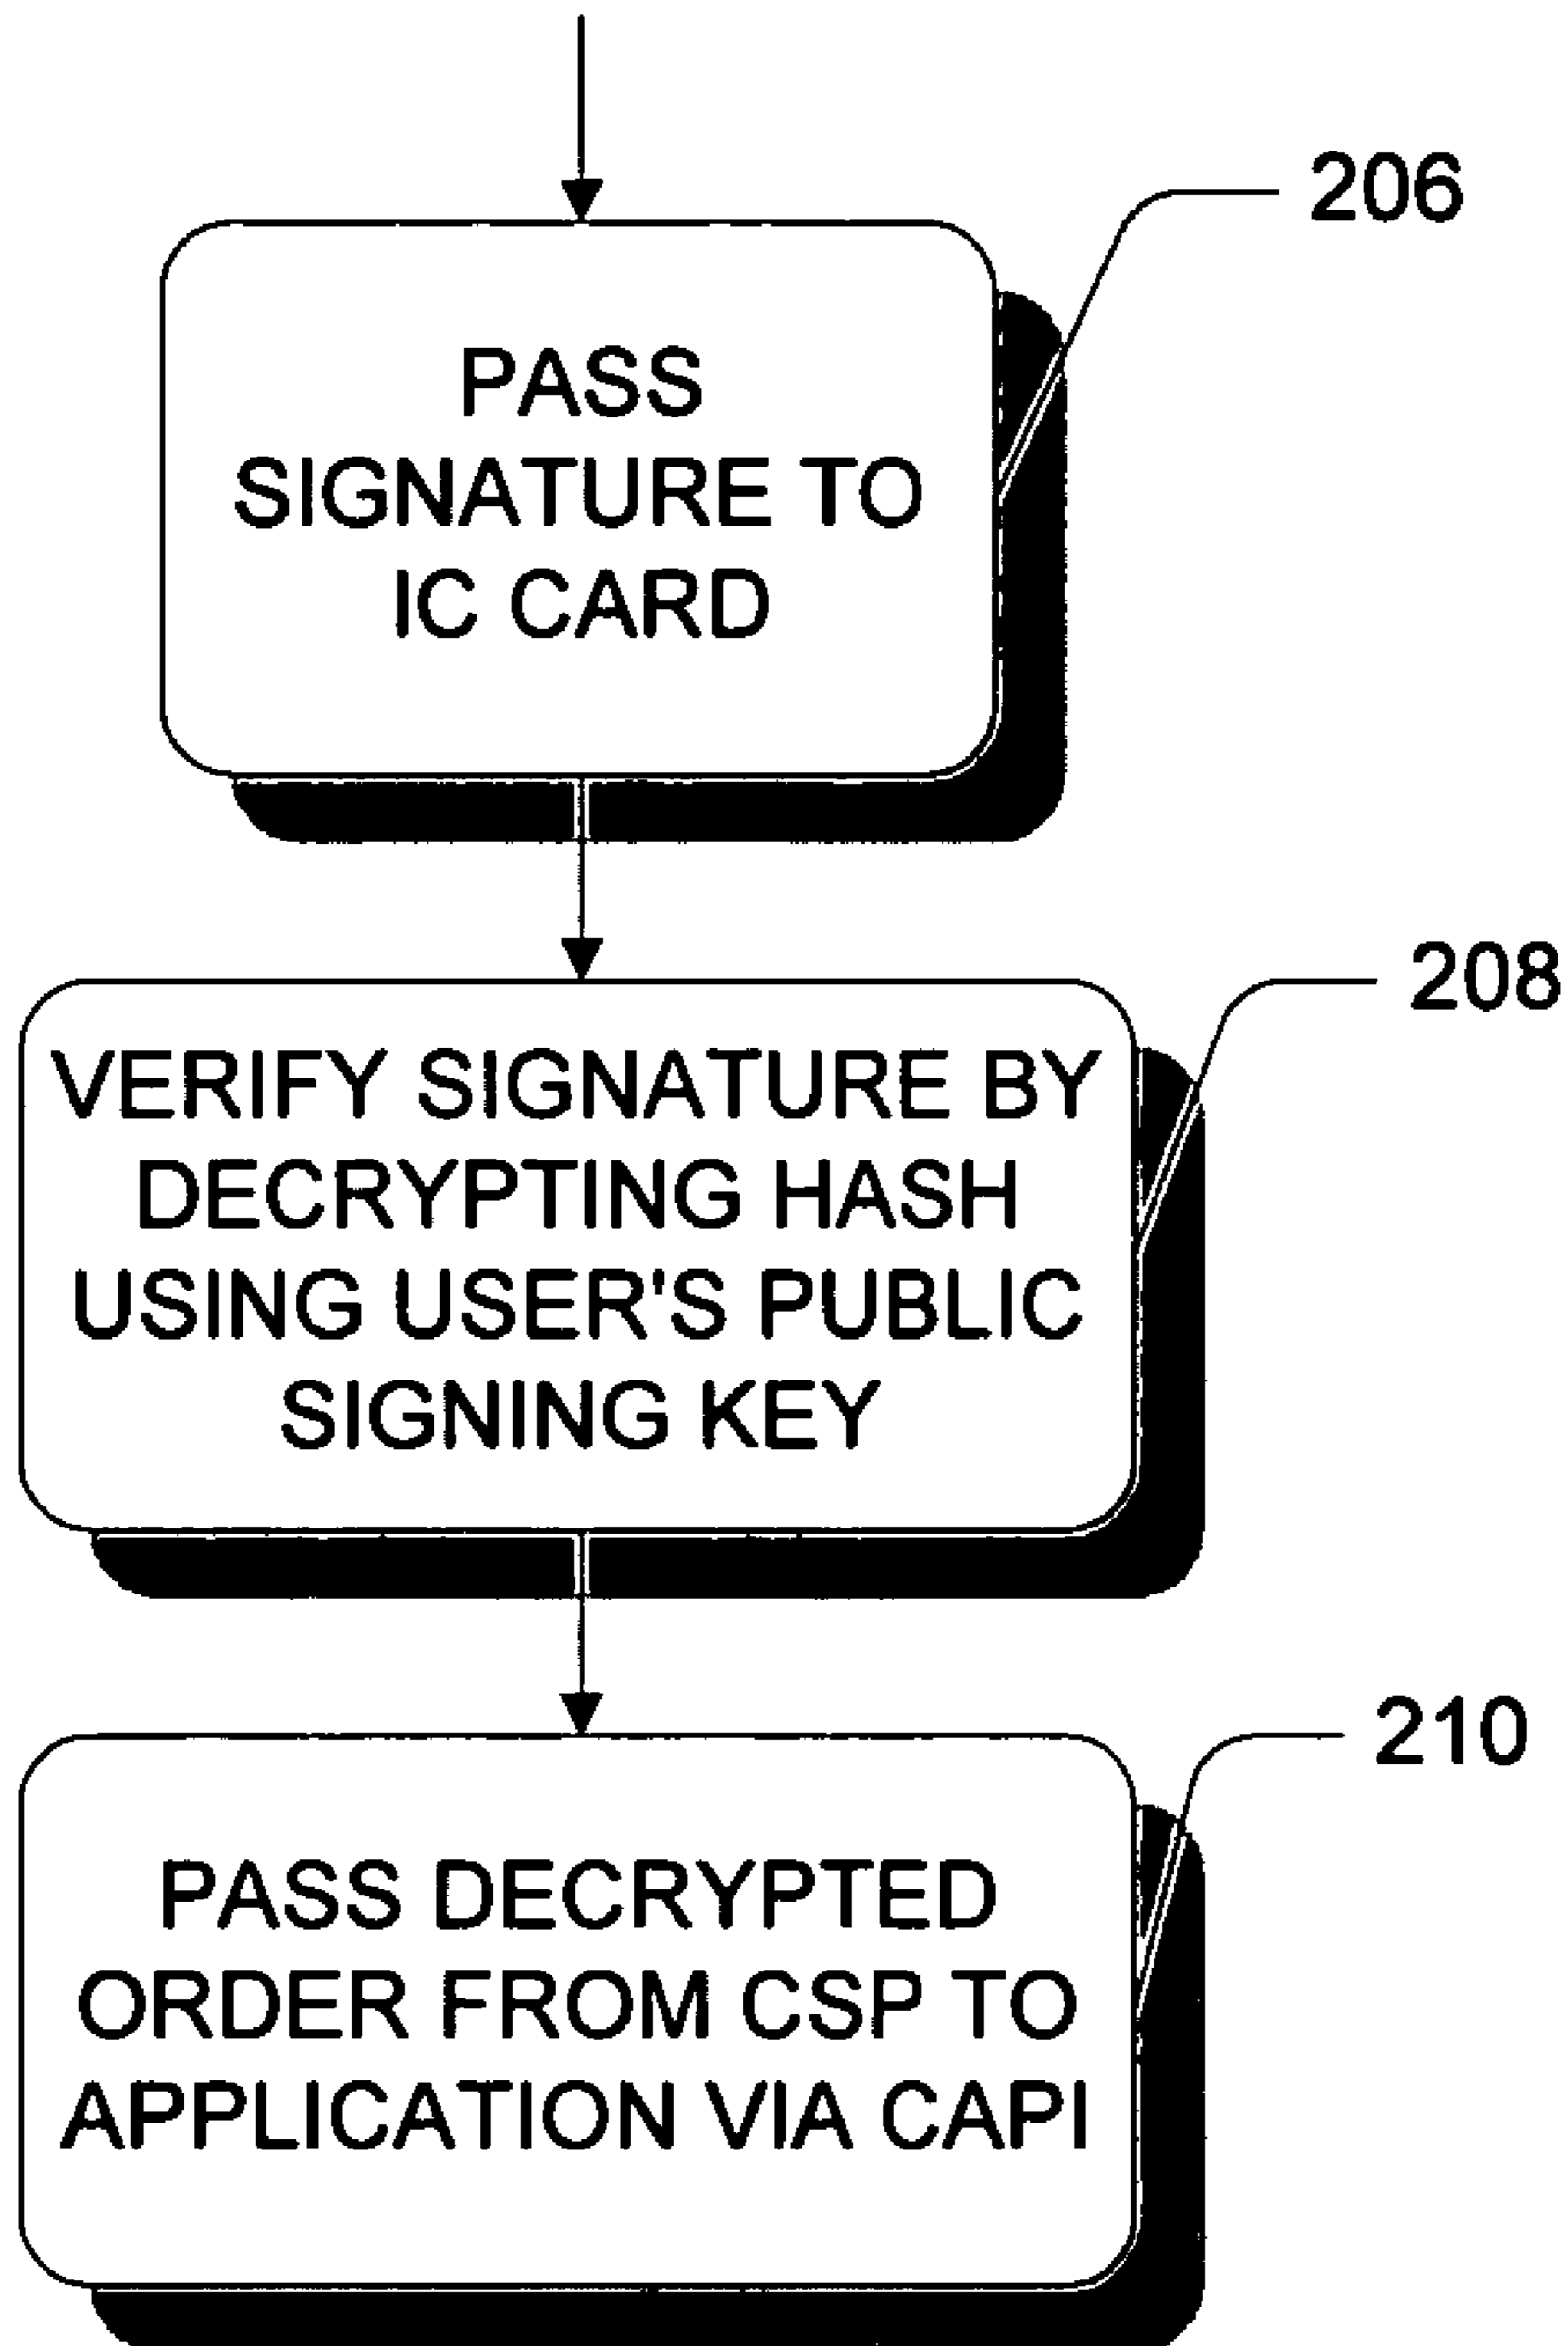 206
PASS
SIGNATURE TO
IC CARD
208
VERIFY SIGNATURE BY
DECRYPTING HASH
USING USER'S PUBLIC
SIGNING KEY
210
PASS DECRYPTED
ORDER FROM CSP TO
APPLICATION VIA CAPI